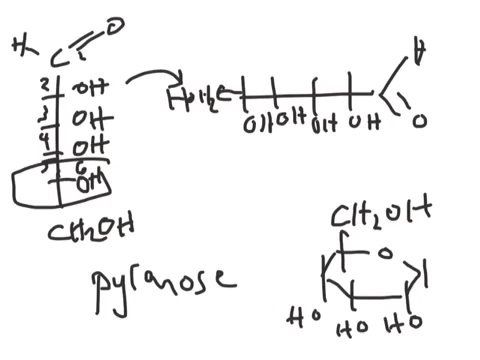 H C O
2 OH
3 OH
4 OH
5 6 OH
CH2OH
HOH2C
OH OH OH OH
H
O
pyranose
CH2OH
O
HO HO HO